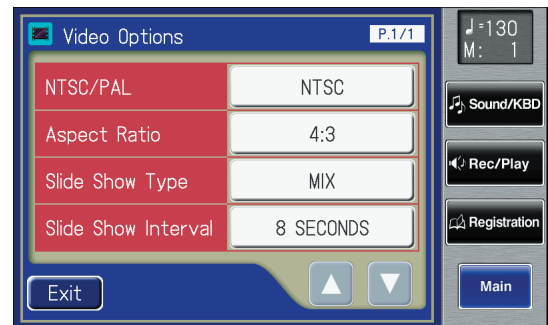 Video Options P.1/1
NTSC/PAL NTSC
Aspect Ratio 4:3
Slide Show Type MIX
Slide Show Interval 8 SECONDS
Exit
♩=130
M: 1
Sound/KBD
Rec/Play
Registration
Main